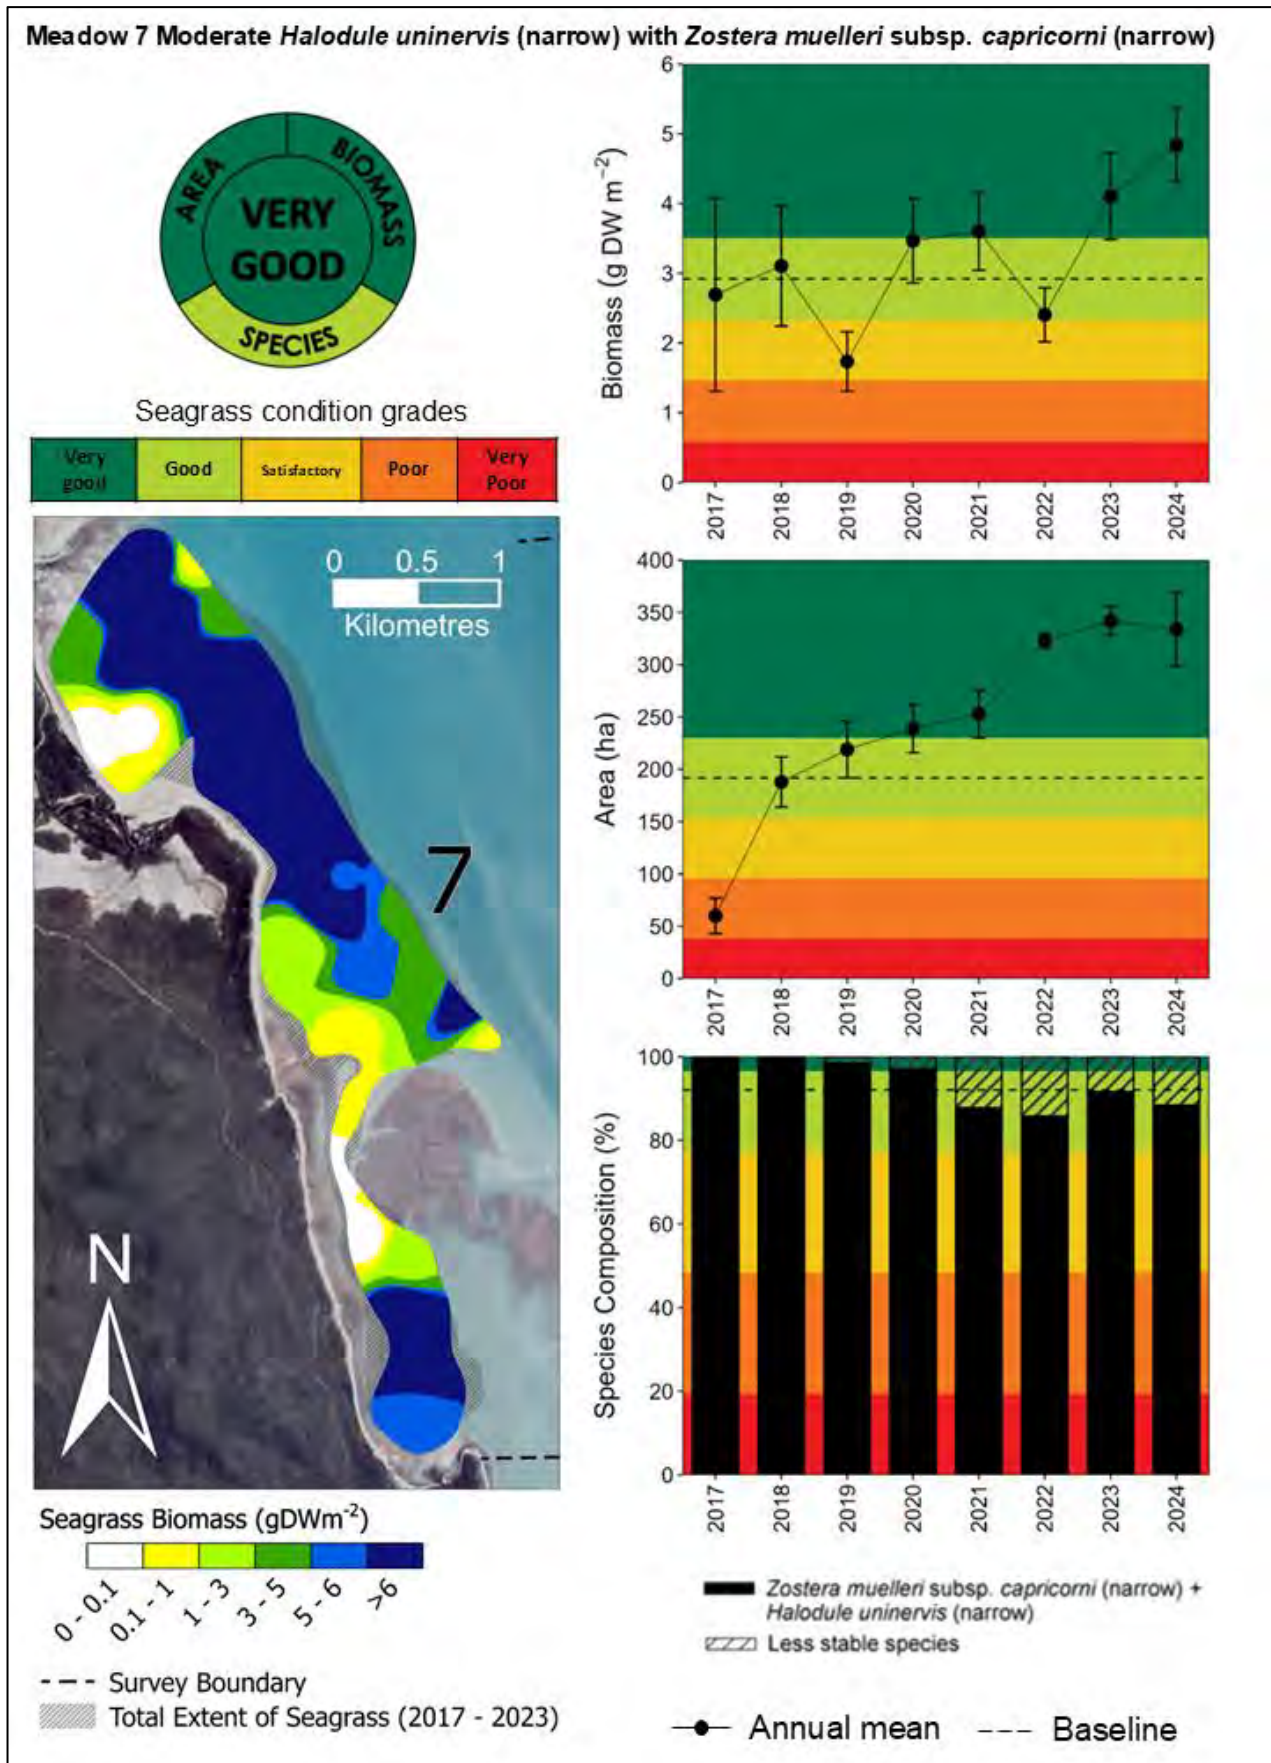 Meadow 7 Moderate Halodule uninervis (narrow) with Zostera muelleri subsp. capricorni (narrow)
AREA
BIOMASS
VERY
GOOD
SPECIES
Seagrass condition grades
Very
good
Good
Satisfactory
Poor
Very
Poor
0 0.5 1
Kilometres
7
N
Seagrass Biomass (gDWm-2)
0 - 0.1
0.1 - 1
1 - 3
3 - 5
5 - 6
>6
Survey Boundary
Total Extent of Seagrass (2017 - 2023)
Biomass (g DW m−2)
6
5
4
3
2
1
0
2017 2018 2019 2020 2021 2022 2023 2024
Area (ha)
400
350
300
250
200
150
100
50
0
2017 2018 2019 2020 2021 2022 2023 2024
Species Composition (%)
100
80
60
40
20
0
2017 2018 2019 2020 2021 2022 2023 2024
Zostera muelleri subsp. capricorni (narrow) +
Halodule uninervis (narrow)
Less stable species
Annual mean
Baseline